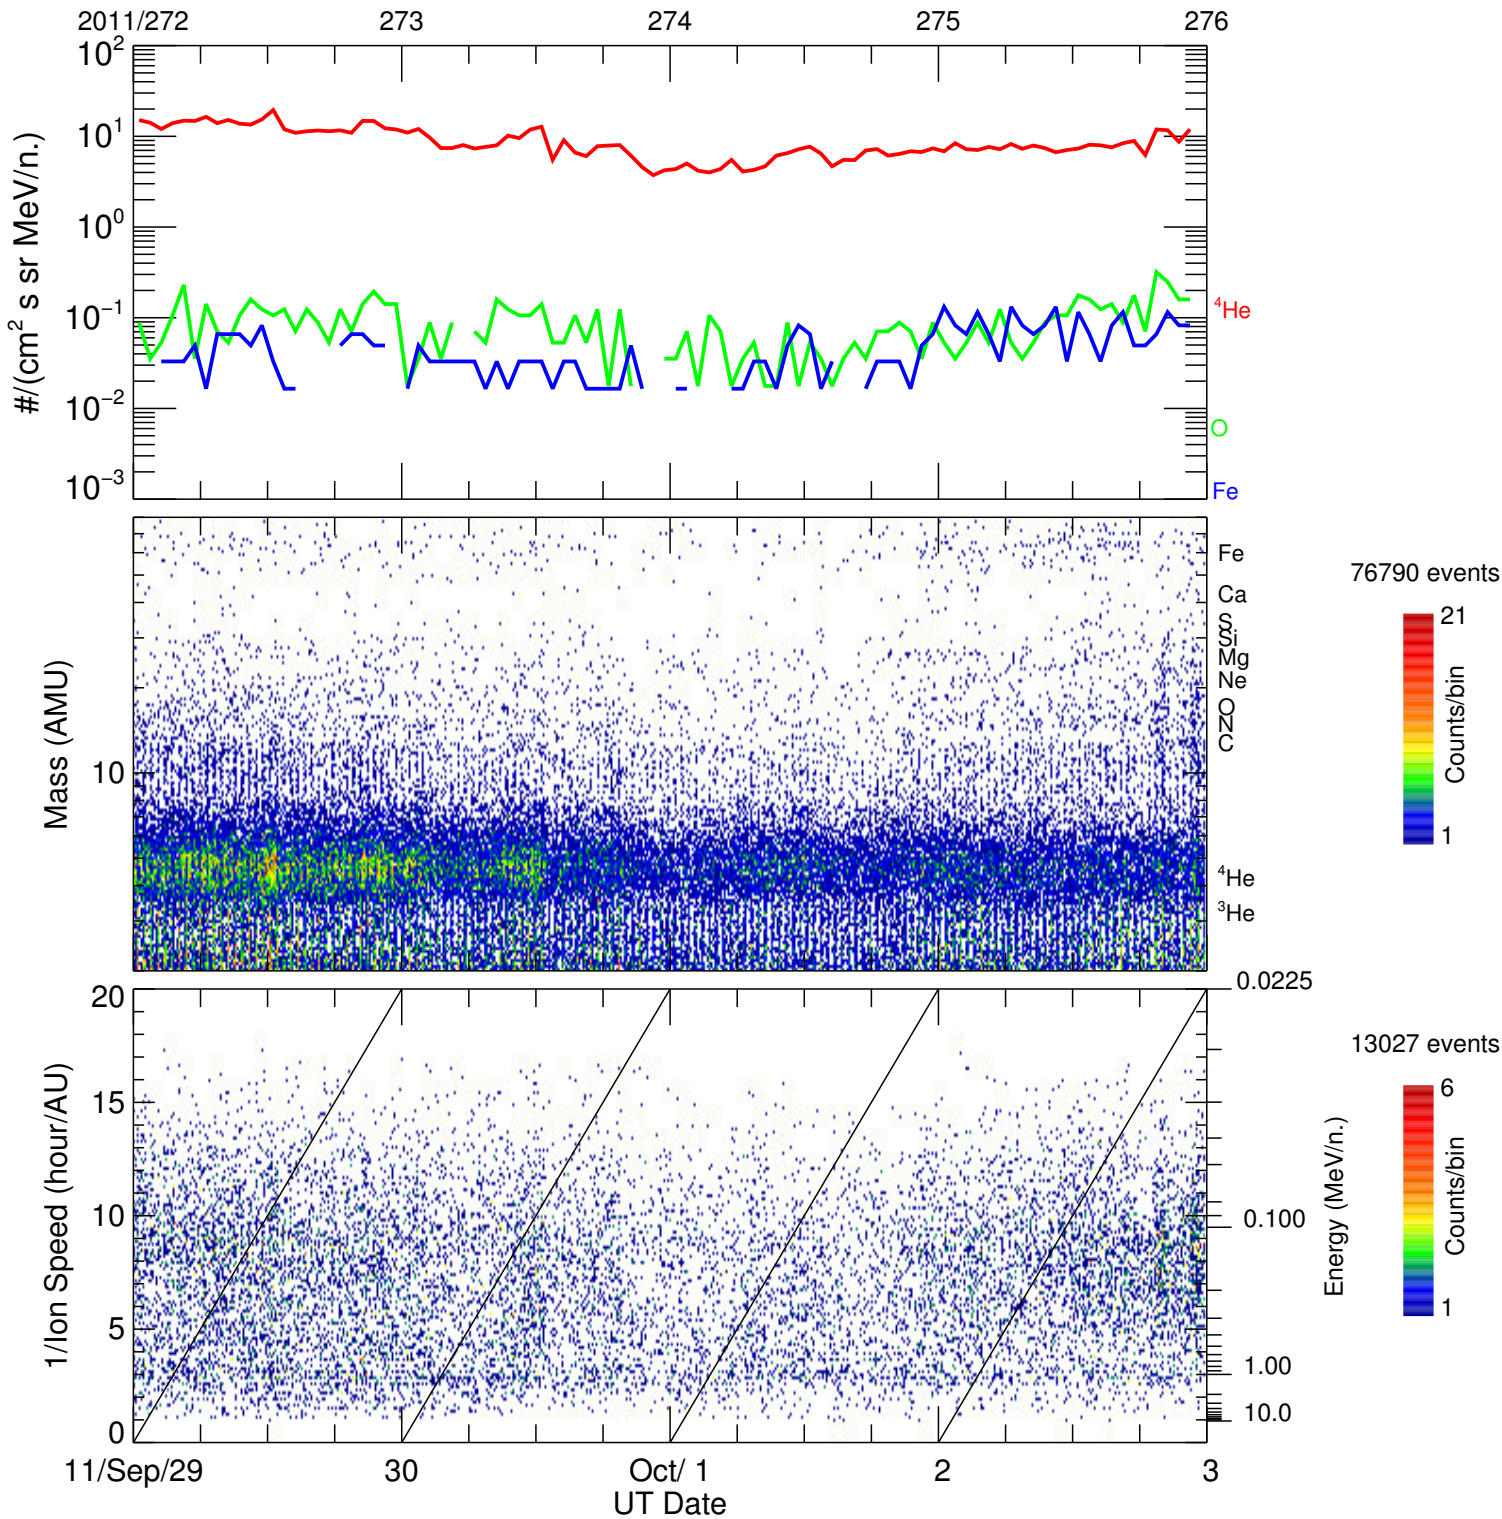 2011/272 273 274 275 276
10² 10¹ 10⁰ 10⁻¹ 10⁻² 10⁻³
#/(cm² s sr MeV/n.)
⁴He
O
Fe
Mass (AMU)
10
Fe
Ca
S
Si
Mg
Ne
O
N
C
⁴He
³He
76790 events
21
Counts/bin
1
1/Ion Speed (hour/AU)
20
15
10
5
0
0.0225
0.100
1.00
10.0
Energy (MeV/n.)
13027 events
6
Counts/bin
1
11/Sep/29 30 Oct/ 1 2 3
UT Date